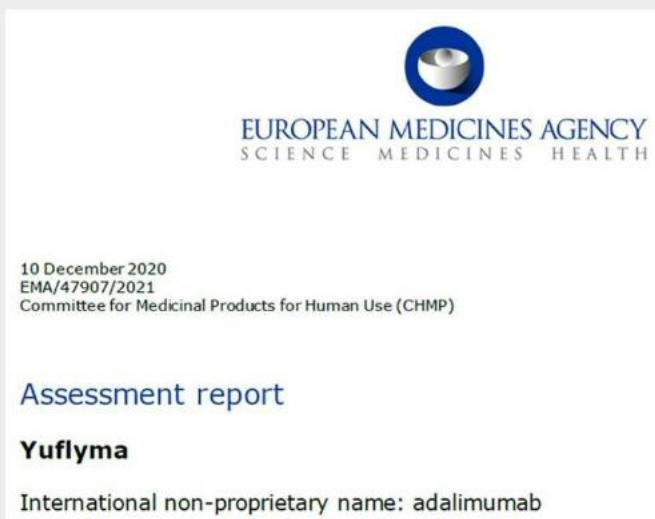 EUROPEAN MEDICINES AGENCY
SCIENCE MEDICINES HEALTH
10 December 2020
EMA/47907/2021
Committee for Medicinal Products for Human Use (CHMP)
Assessment report
Yuflyma
International non-proprietary name: adalimumab